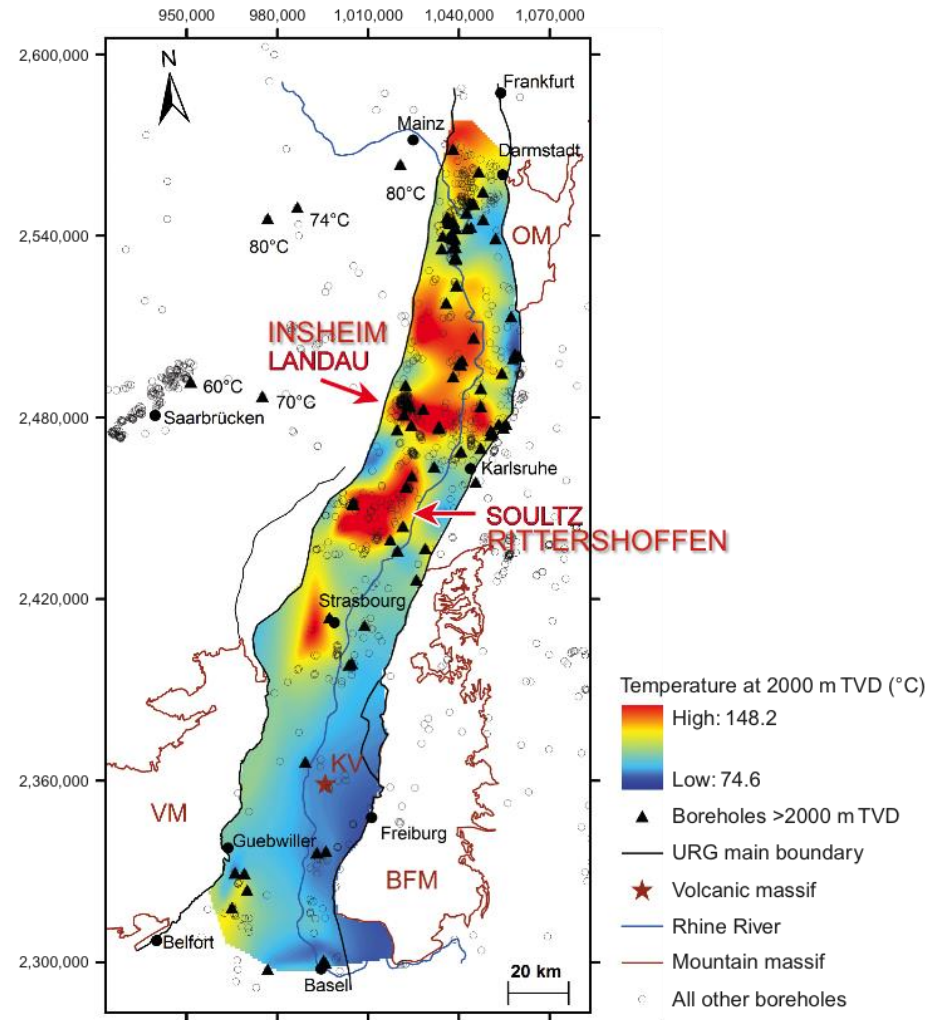 950,000
980,000
1,010,000
1,040,000
1,070,000
2,600,000
N
Frankfurt
Mainz
Darmstadt
80°C
74°C
80°C
2,540,000
OM
INSHEIM
LANDAU
60°C
70°C
2,480,000
Saarbrücken
Karlsruhe
SOULTZ
RITTERSHOFFEN
2,420,000
Strasbourg
KV
2,360,000
VM
Freiburg
Guebwiller
BFM
Belfort
2,300,000
Basel
20 km
Temperature at 2000 m TVD (°C)
High: 148.2
Low: 74.6
Boreholes >2000 m TVD
URG main boundary
Volcanic massif
Rhine River
Mountain massif
All other boreholes